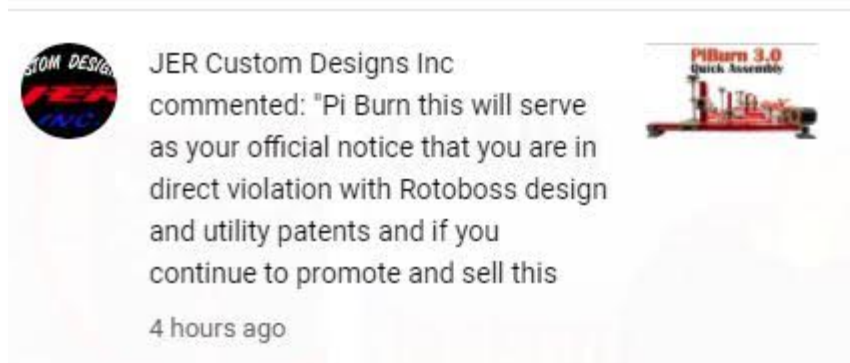 STOM DESIG
JER
INC
JER Custom Designs Inc
commented: "Pi Burn this will serve
as your official notice that you are in
direct violation with Rotoboss design
and utility patents and if you
continue to promote and sell this
4 hours ago
PiBurn 3.0
Quick Assembly